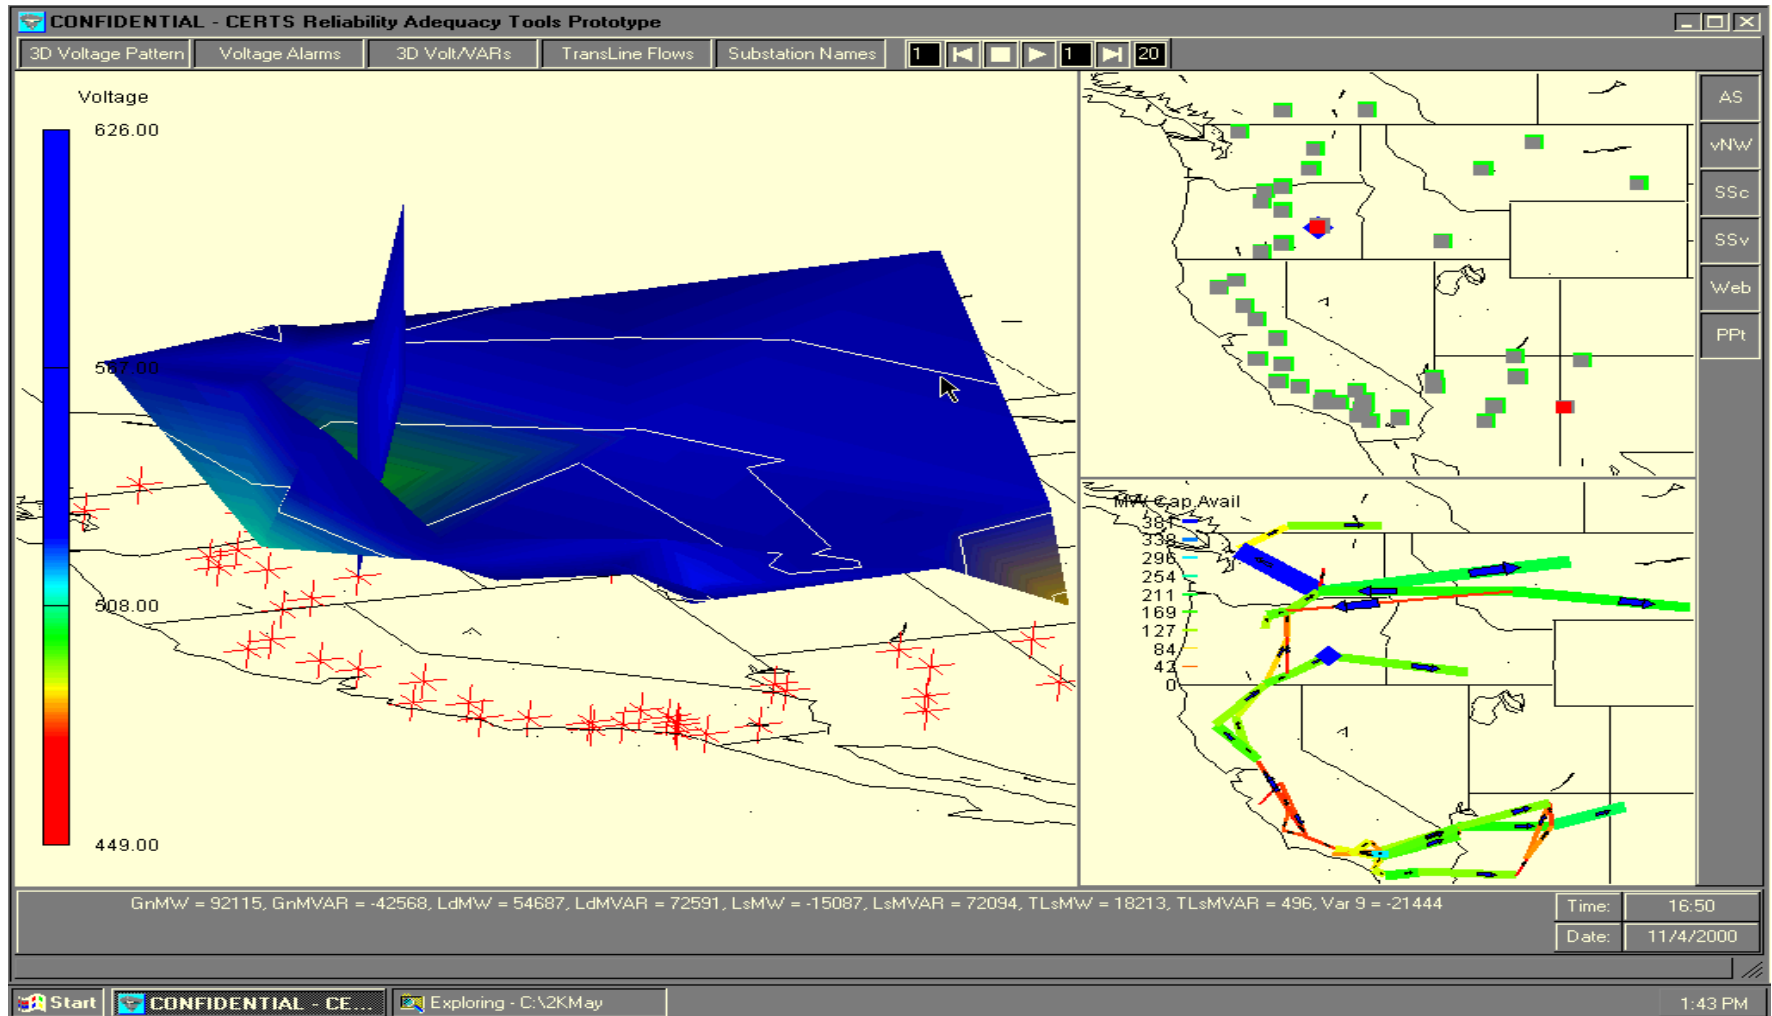 CONFIDENTIAL - CERTS Reliability Adequacy Tools Prototype
3D Voltage Pattern Voltage Alarms 3D Volt/VARs TransLine Flows Substation Names 1 1 20
Voltage
626.00
567.00
508.00
449.00
AS
vNW
SSc
SSv
Web
PPt
MW Cap Avail
381
338
296
254
211
169
127
84
42
0
GnMW = 92115, GnMVAR = -42568, LdMW = 54687, LdMVAR = 72591, LsMW = -15087, LsMVAR = 72094, TLsMW = 18213, TLsMVAR = 496, Var 9 = -21444
Time: 16:50
Date: 11/4/2000
Start CONFIDENTIAL - CE... Exploring - C:\2KMay 1:43 PM